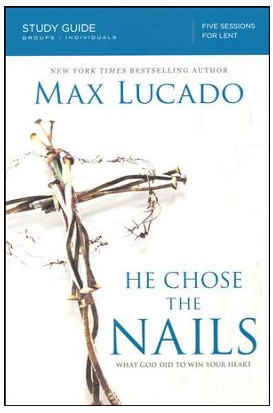 STUDY GUIDE
GROUPS / INDIVIDUALS
FIVE SESSIONS
FOR LENT
NEW YORK TIMES BESTSELLING AUTHOR
MAX LUCADO
HE CHOSE
THE
NAILS
WHAT GOD DID TO WIN YOUR HEART